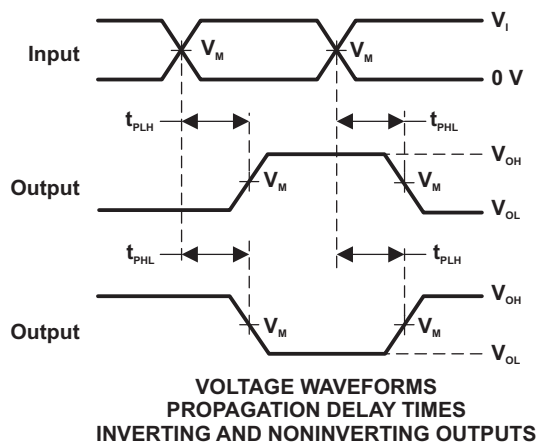 V_I
Input V_M V_M
0 V
t_PLH t_PHL
V_OH
Output V_M V_M
V_OL
t_PHL t_PLH
V_OH
Output V_M V_M
V_OL
VOLTAGE WAVEFORMS
PROPAGATION DELAY TIMES
INVERTING AND NONINVERTING OUTPUTS